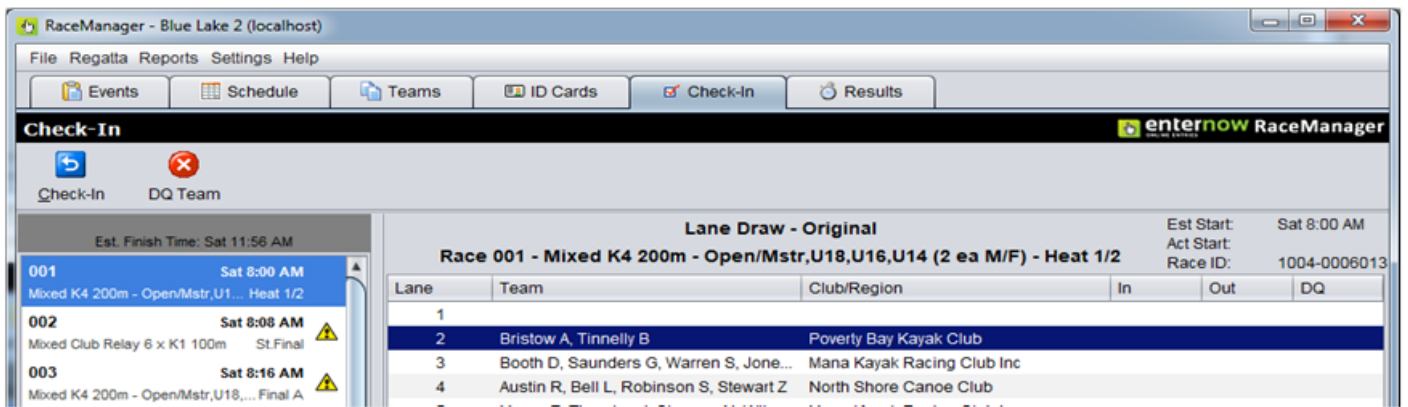 RaceManager - Blue Lake 2 (localhost)
File Regatta Reports Settings Help
Events Schedule Teams ID Cards Check-In Results
Check-In
enternow RaceManager
ONLINE ENTRIES
Check-In DQ Team
Est. Finish Time: Sat 11:56 AM
001 Sat 8:00 AM
Mixed K4 200m - Open/Mstr,U1... Heat 1/2
002 Sat 8:08 AM
Mixed Club Relay 6 x K1 100m St.Final
003 Sat 8:16 AM
Mixed K4 200m - Open/Mstr,U18,... Final A
Lane Draw - Original
Race 001 - Mixed K4 200m - Open/Mstr,U18,U16,U14 (2 ea M/F) - Heat 1/2
Est Start: Sat 8:00 AM
Act Start:
Race ID: 1004-0006013
Lane Team Club/Region In Out DQ
1
2 Bristow A, Tinnelly B Poverty Bay Kayak Club
3 Booth D, Saunders G, Warren S, Jone... Mana Kayak Racing Club Inc
4 Austin R, Bell L, Robinson S, Stewart Z North Shore Canoe Club